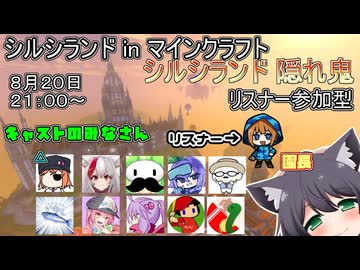 シルシランド in マインクラフト
シルシランド 隠れ鬼
8月20日
21:00～
リスナー参加型
キャストのみなさん
リスナー→
園長